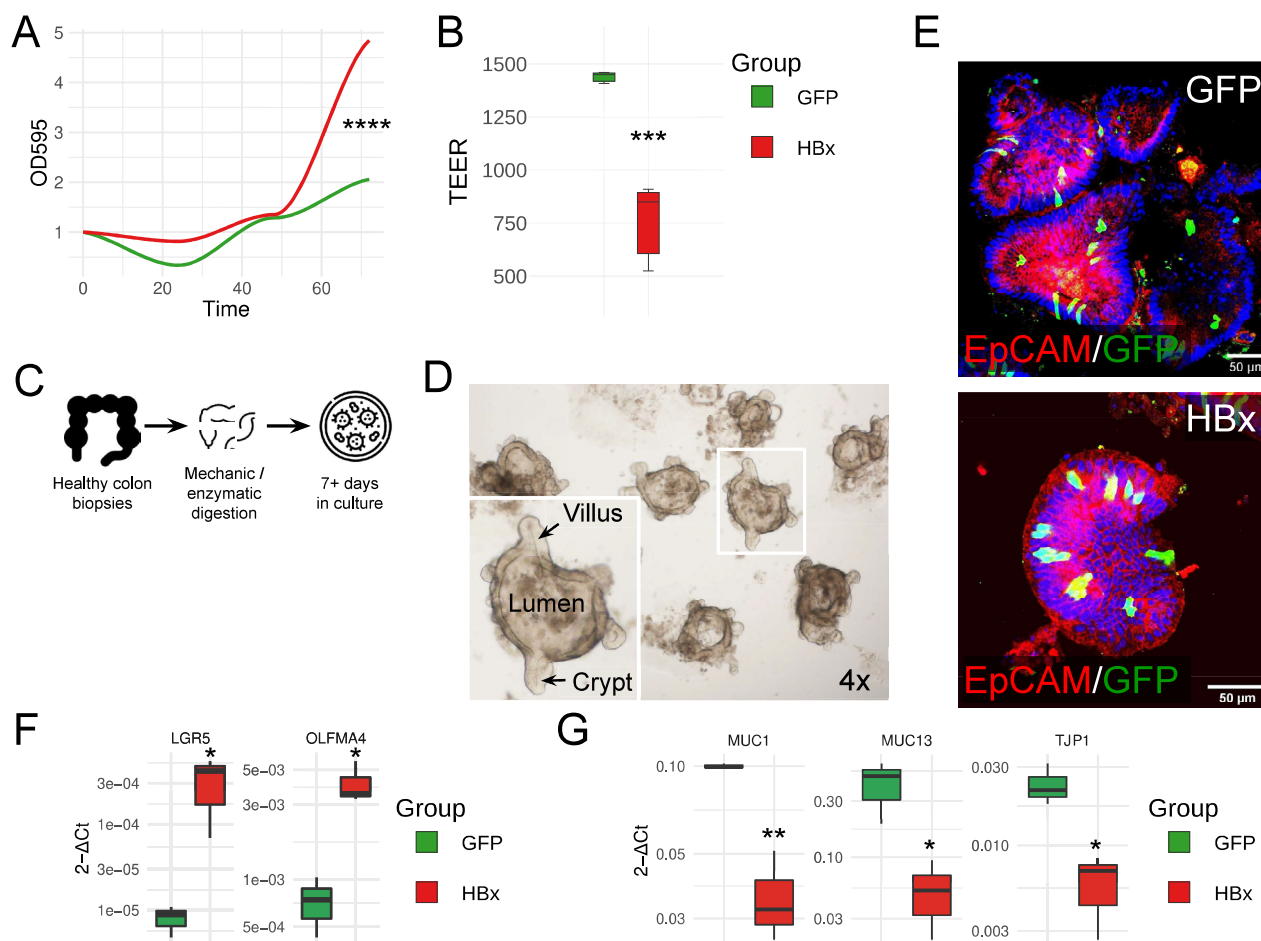 A
5
4
3
2
1
OD595
****
0
20
40
60
Time
B
1500
1250
1000
750
500
TEER
***
Group
GFP
HBx
C
Healthy colon
biopsies
Mechanic /
enzymatic
digestion
7+ days
in culture
D
Villus
Lumen
Crypt
4x
E
GFP
EpCAM/GFP
50 µm
HBx
EpCAM/GFP
50 µm
F
LGR5
OLFMA4
*
*
3e−04
1e−04
3e−05
1e−05
5e−03
3e−03
1e−03
5e−04
2−ΔCt
Group
GFP
HBx
G
MUC1
MUC13
TJP1
0.10
0.05
0.03
**
0.30
0.10
0.03
*
0.030
0.010
0.003
*
2−ΔCt
Group
GFP
HBx